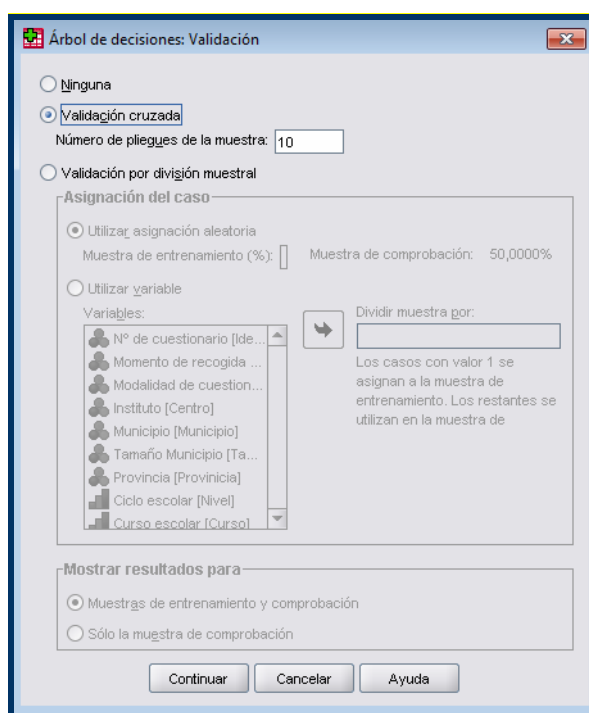 Árbol de decisiones: Validación
Ninguna
Validación cruzada
Número de pliegues de la muestra: 10
Validación por división muestral
Asignación del caso
Utilizar asignación aleatoria
Muestra de entrenamiento (%): Muestra de comprobación: 50,0000%
Utilizar variable
Variables:
Nº de cuestionario [Ide...
Momento de recogida ...
Modalidad de cuestion...
Instituto [Centro]
Municipio [Municipio]
Tamaño Municipio [Ta...
Provincia [Provinicia]
Ciclo escolar [Nivel]
Curso escolar [Curso]
Dividir muestra por:
Los casos con valor 1 se
asignan a la muestra de
entrenamiento. Los restantes se
utilizan en la muestra de
Mostrar resultados para
Muestras de entrenamiento y comprobación
Sólo la muestra de comprobación
Continuar Cancelar Ayuda